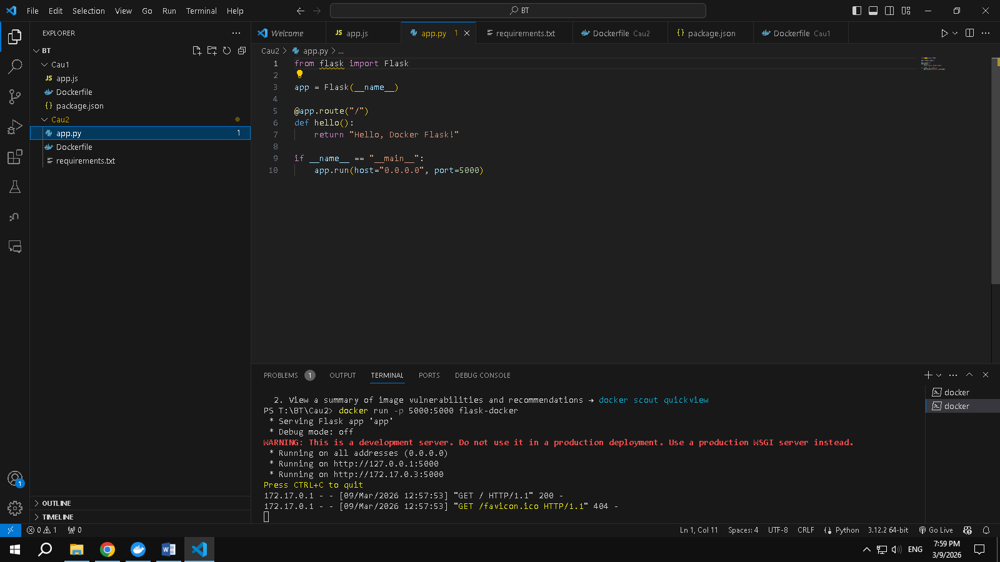 File Edit Selection View Go Run Terminal Help
BT
EXPLORER
BT
Cau1
JS app.js
Dockerfile
{} package.json
Cau2
app.py 1
Dockerfile
requirements.txt
OUTLINE
TIMELINE
Welcome
JS app.js
app.py 1
requirements.txt
Dockerfile Cau2
{} package.json
Dockerfile Cau1
Cau2 > app.py > ...
1 from flask import Flask
2
3 app = Flask(__name__)
4
5 @app.route("/")
6 def hello():
7 return "Hello, Docker Flask!"
8
9 if __name__ == "__main__":
10 app.run(host="0.0.0.0", port=5000)
PROBLEMS 1 OUTPUT TERMINAL PORTS DEBUG CONSOLE
2. View a summary of image vulnerabilities and recommendations → docker scout quickview
PS T:\BT\Cau2> docker run -p 5000:5000 flask-docker
* Serving Flask app 'app'
* Debug mode: off
WARNING: This is a development server. Do not use it in a production deployment. Use a production WSGI server instead.
* Running on all addresses (0.0.0.0)
* Running on http://127.0.0.1:5000
* Running on http://172.17.0.3:5000
Press CTRL+C to quit
172.17.0.1 - - [09/Mar/2026 12:57:53] "GET / HTTP/1.1" 200 -
172.17.0.1 - - [09/Mar/2026 12:57:53] "GET /favicon.ico HTTP/1.1" 404 -
docker
docker
1
0 1 0
Ln 1, Col 11 Spaces: 4 UTF-8 CRLF Python 3.12.2 64-bit Go Live
ENG
7:59 PM
3/9/2026